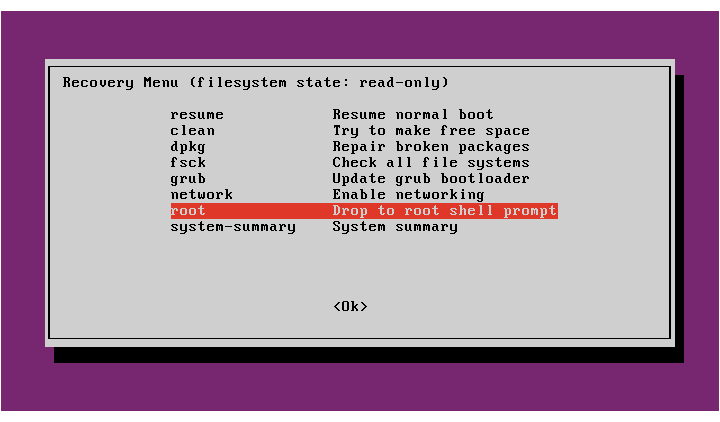 Recovery Menu (filesystem state: read-only)
resume Resume normal boot
clean Try to make free space
dpkg Repair broken packages
fsck Check all file systems
grub Update grub bootloader
network Enable networking
root Drop to root shell prompt
system-summary System summary
<Ok>